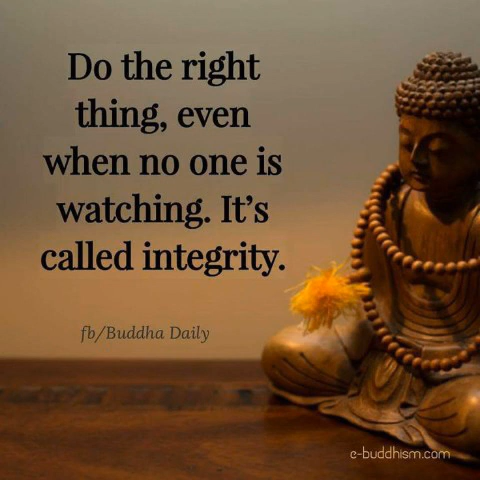 Do the right
thing, even
when no one is
watching. It’s
called integrity.
fb/Buddha Daily
e-buddhism.com